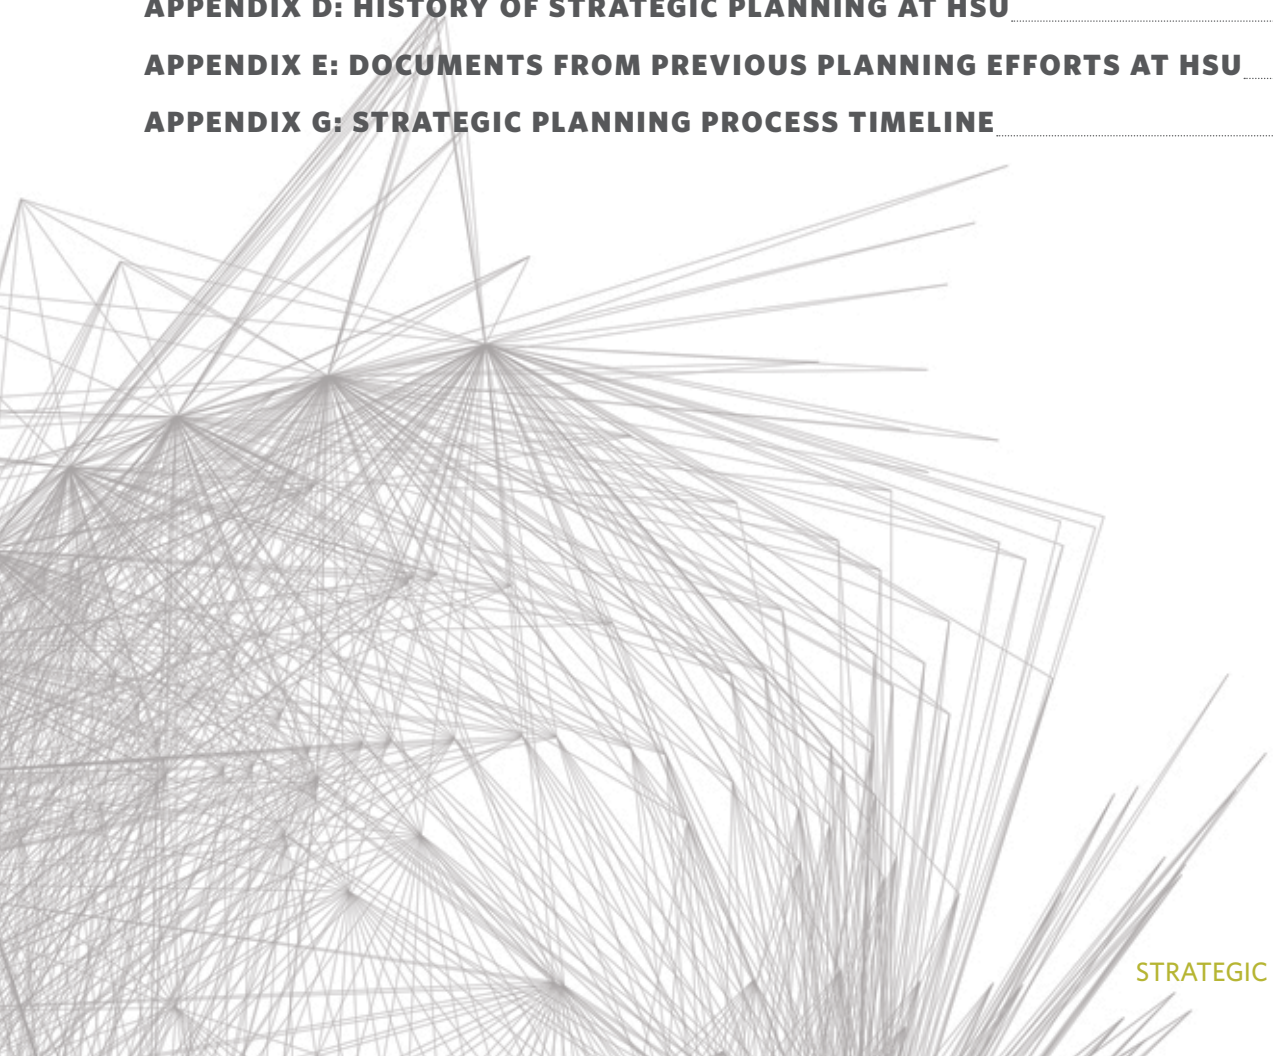 APPENDIX D: HISTORY OF STRATEGIC PLANNING AT HSU
APPENDIX E: DOCUMENTS FROM PREVIOUS PLANNING EFFORTS AT HSU
APPENDIX G: STRATEGIC PLANNING PROCESS TIMELINE
STRATEGIC